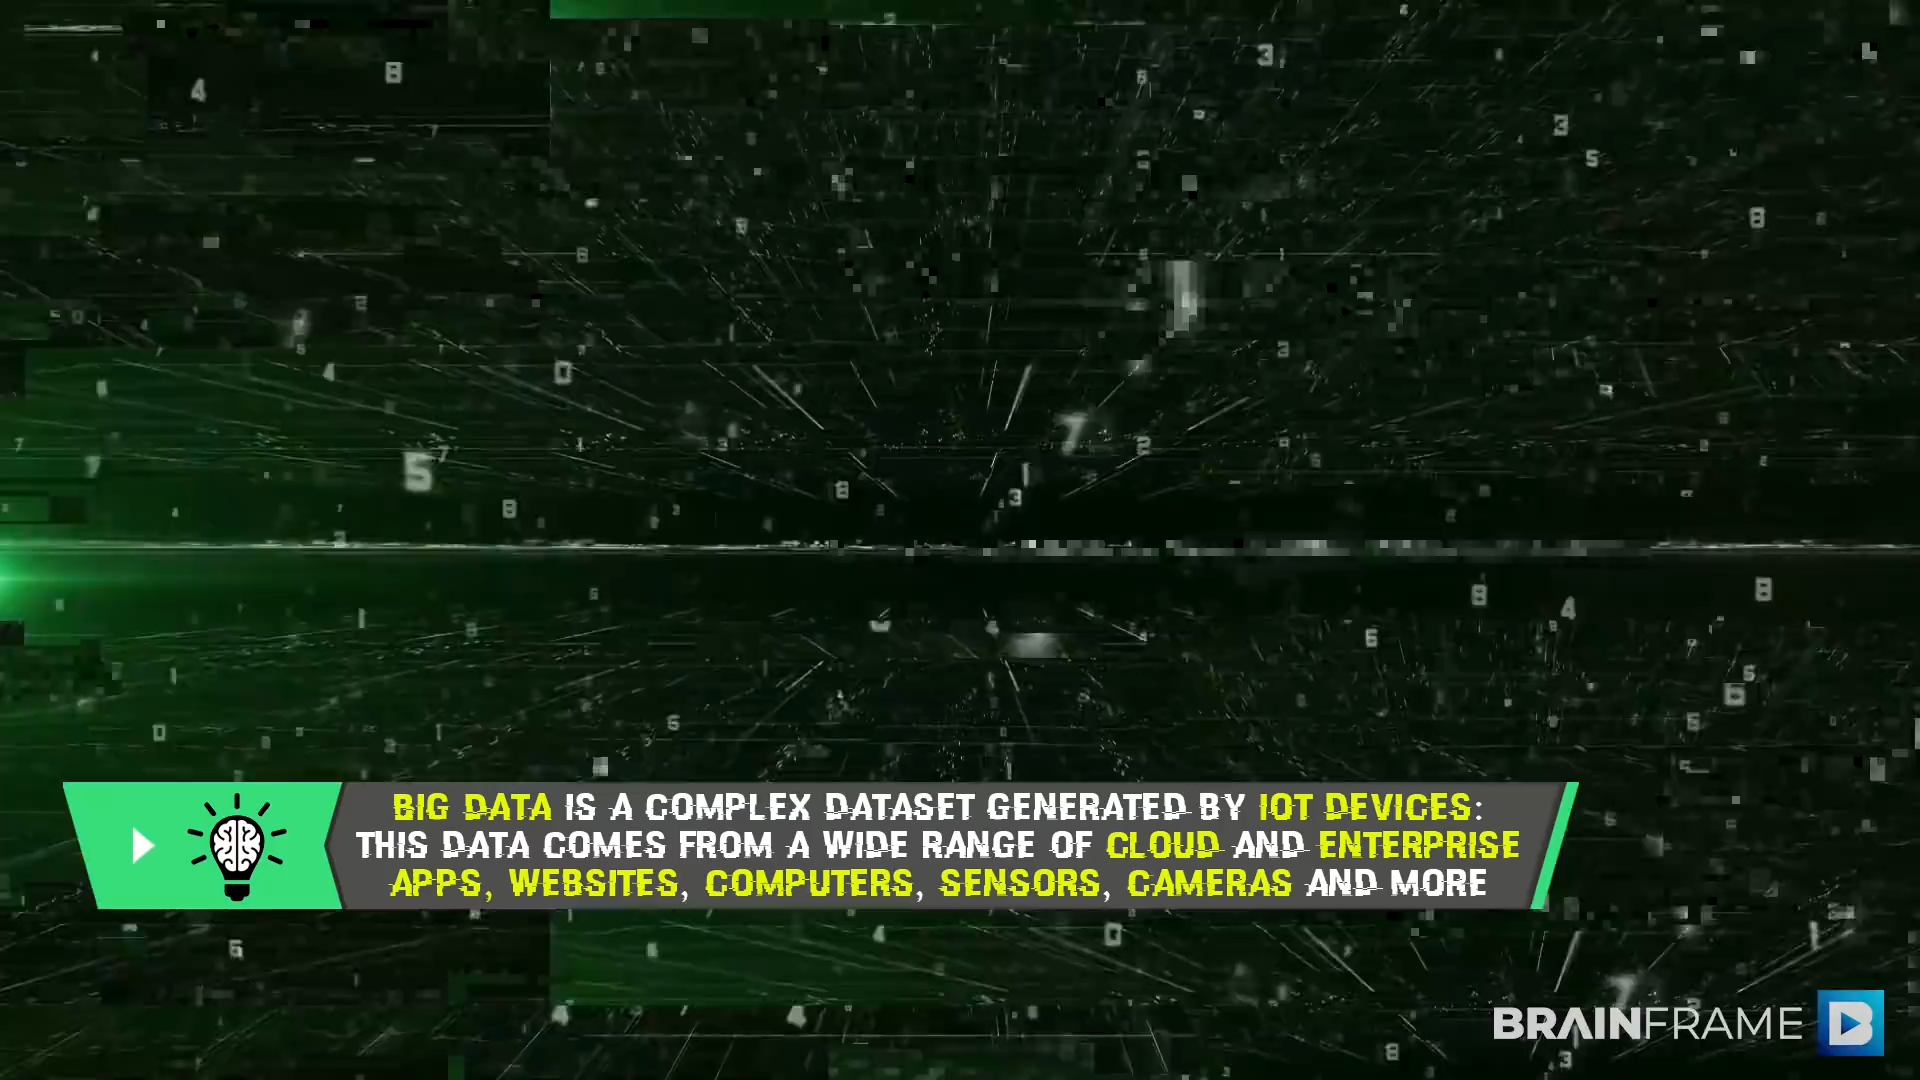 BIG DATA IS A COMPLEX DATASET GENERATED BY IOT DEVICES:
THIS DATA COMES FROM A WIDE RANGE OF CLOUD AND ENTERPRISE
APPS, WEBSITES, COMPUTERS, SENSORS, CAMERAS AND MORE
BRAINFRAME